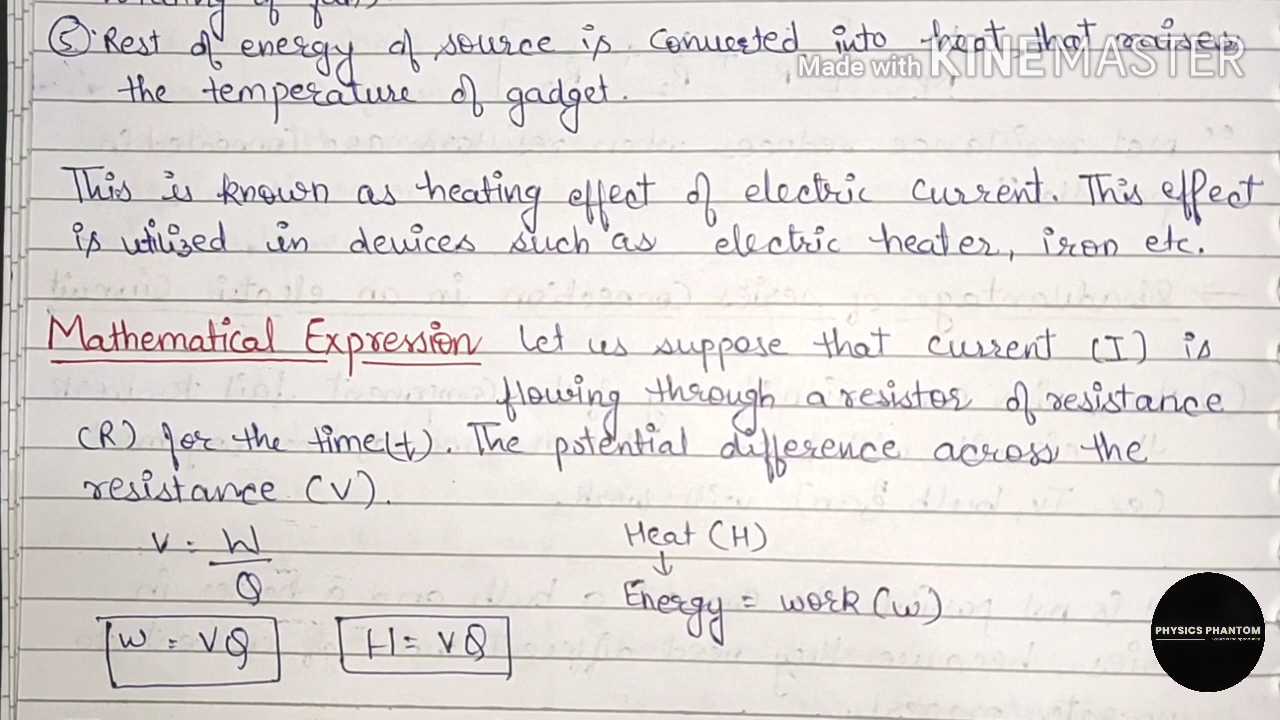 ⑤. Rest of energy of source is converted into heat that raises
Made with KINEMASTER
the temperature of gadget.
This is known as heating effect of electric current. This effect
is utilized in devices such as electric heater, iron etc.
Mathematical Expression Let us suppose that current (I) is
flowing through a resistor of resistance
(R) for the time(t). The potential difference across the
resistance (V).
V = W
Q
Heat (H)
↓
Energy = work (w)
W = VQ
H = VQ
PHYSICS PHANTOM